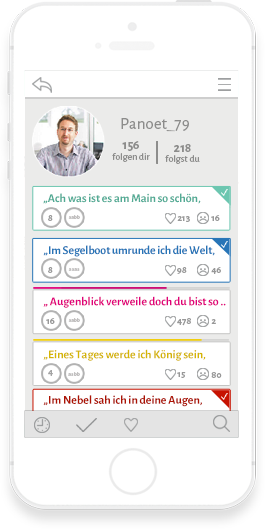 Panoet_79
156 218
folgen dir folgst du
„Ach was ist es am Main so schön,
8 aabb 213 16
„Im Segelboot umrunde ich die Welt,
8 98 46
„Augenblick verweile doch du bist so ..
16 aabb 478 2
„Eines Tages werde ich König sein,
4 aabb 15 80
„Im Nebel sah ich in deine Augen,